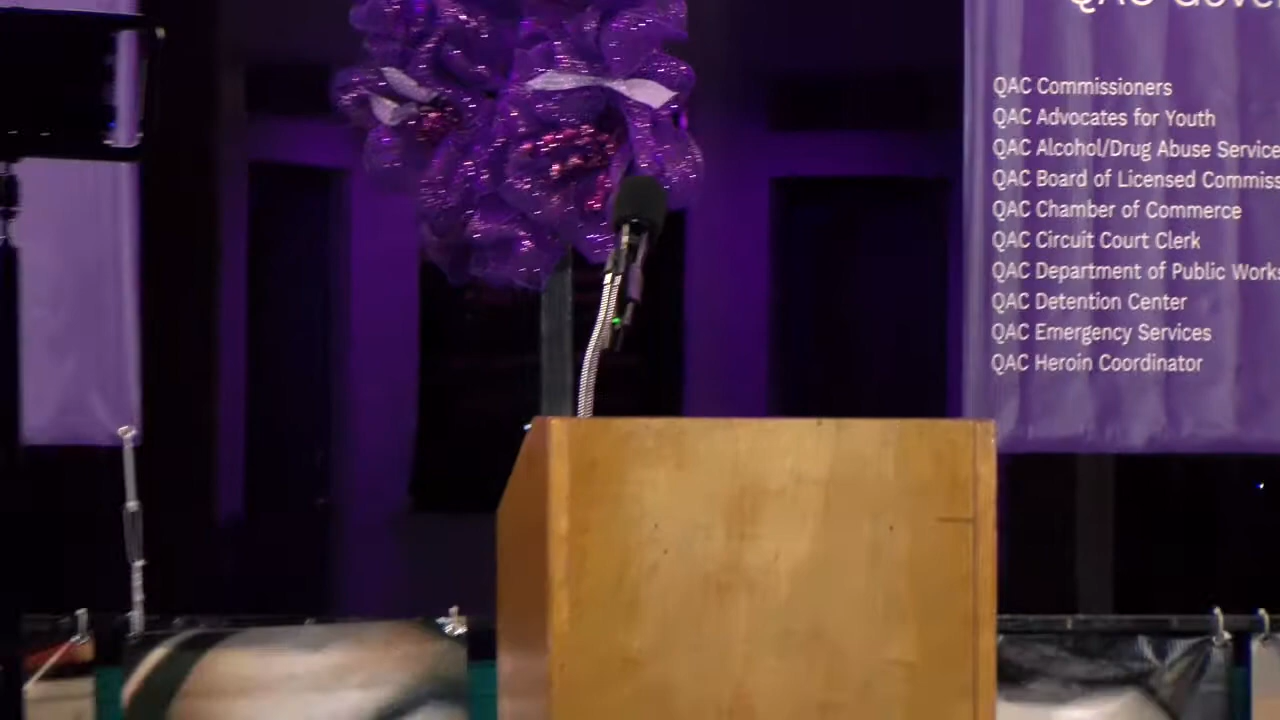 QAC
QAC Commissioners
QAC Advocates for Youth
QAC Alcohol/Drug Abuse Service
QAC Board of Licensed
QAC Chamber of Commerce
QAC Circuit Court Clerk
QAC Department of Public Works
QAC Detention Center
QAC Emergency Services
QAC Heroin Coordinator